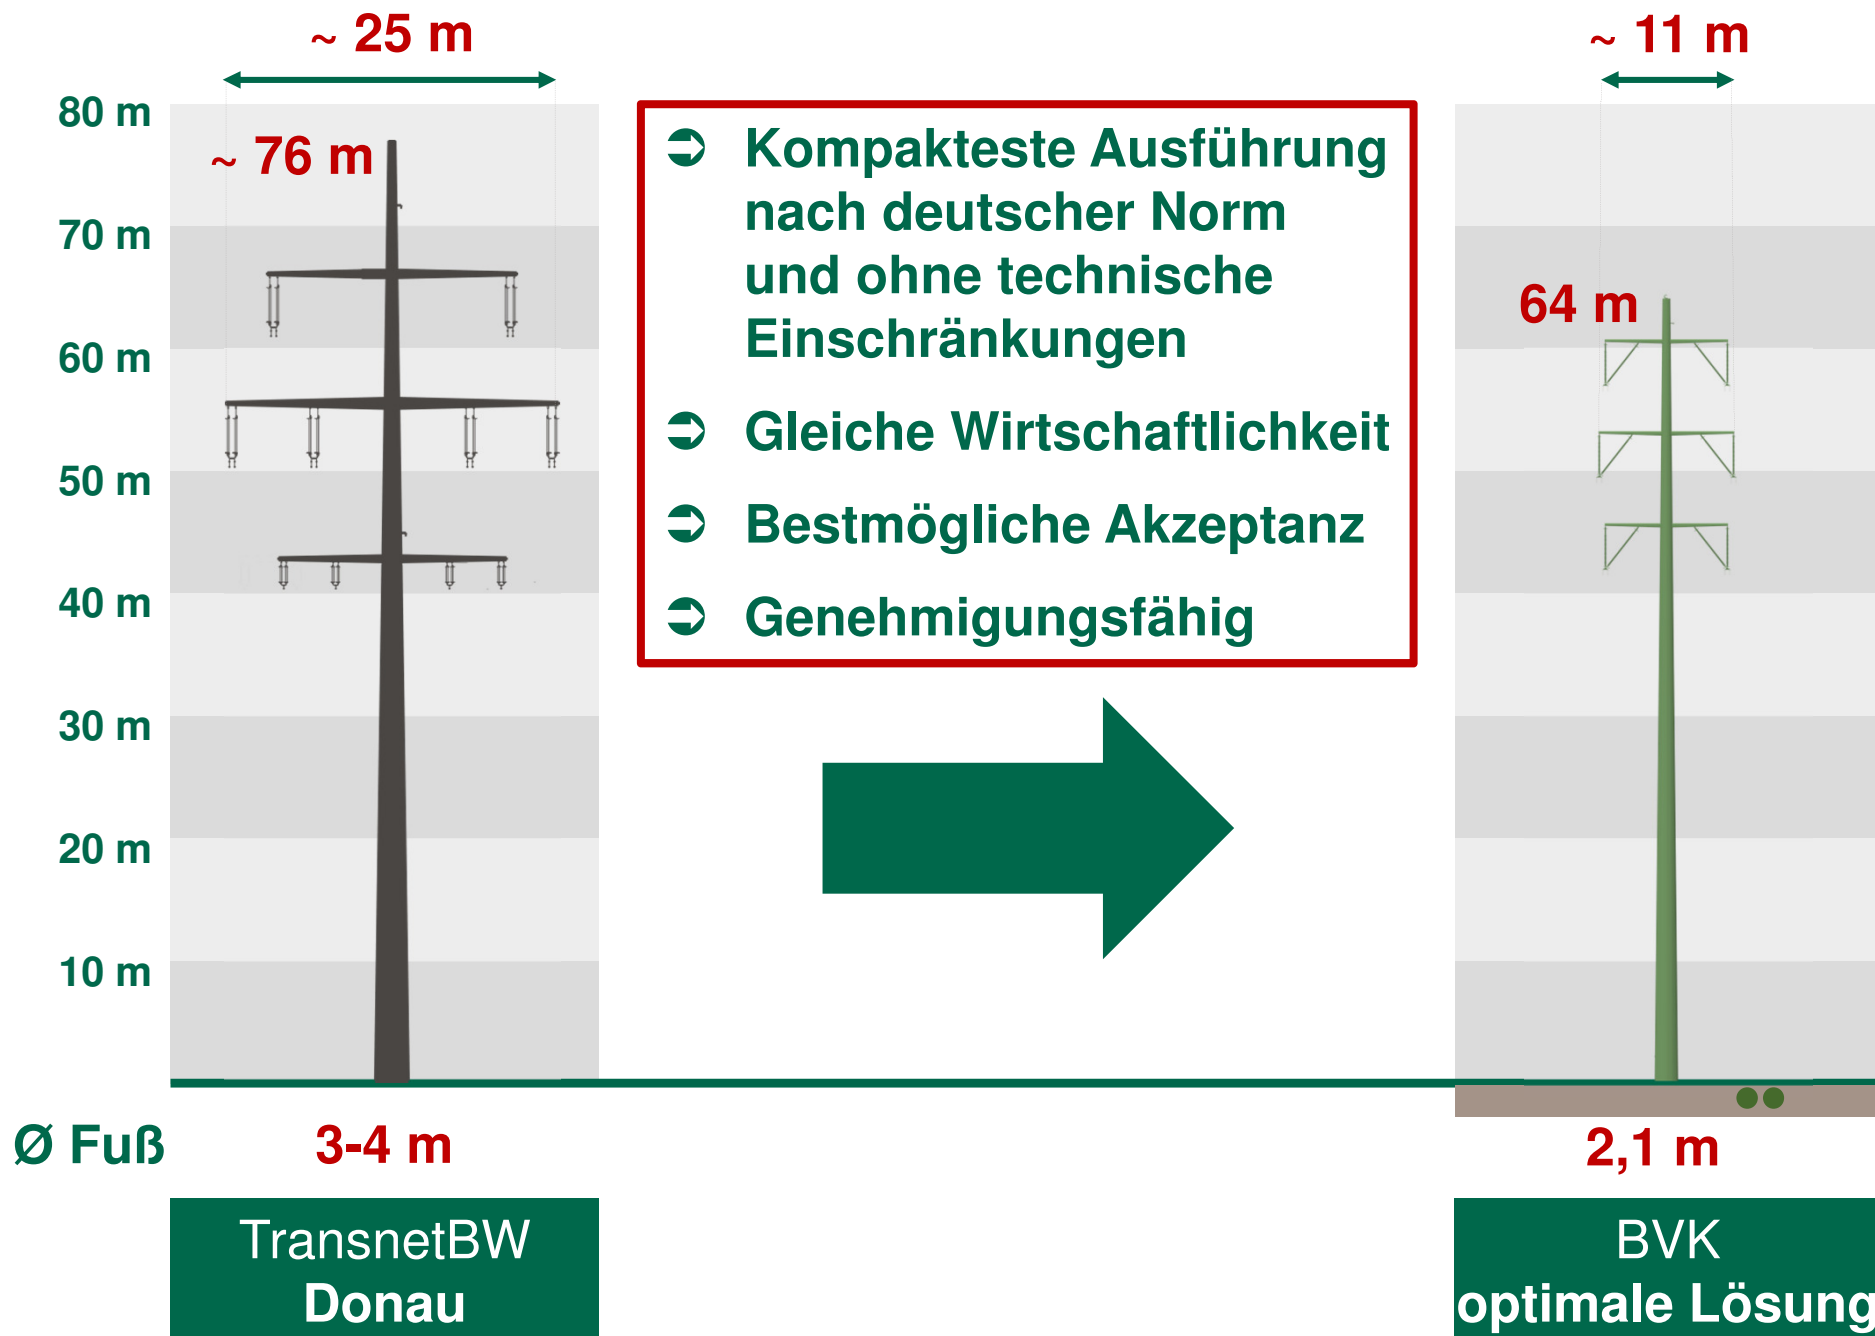 ~ 25 m
~ 11 m
80 m
70 m
60 m
50 m
40 m
30 m
20 m
10 m
~ 76 m
➲ Kompakteste Ausführung
nach deutscher Norm
und ohne technische
Einschränkungen
➲ Gleiche Wirtschaftlichkeit
➲ Bestmögliche Akzeptanz
➲ Genehmigungsfähig
64 m
Ø Fuß
3-4 m
2,1 m
TransnetBW
Donau
BVK
optimale Lösung